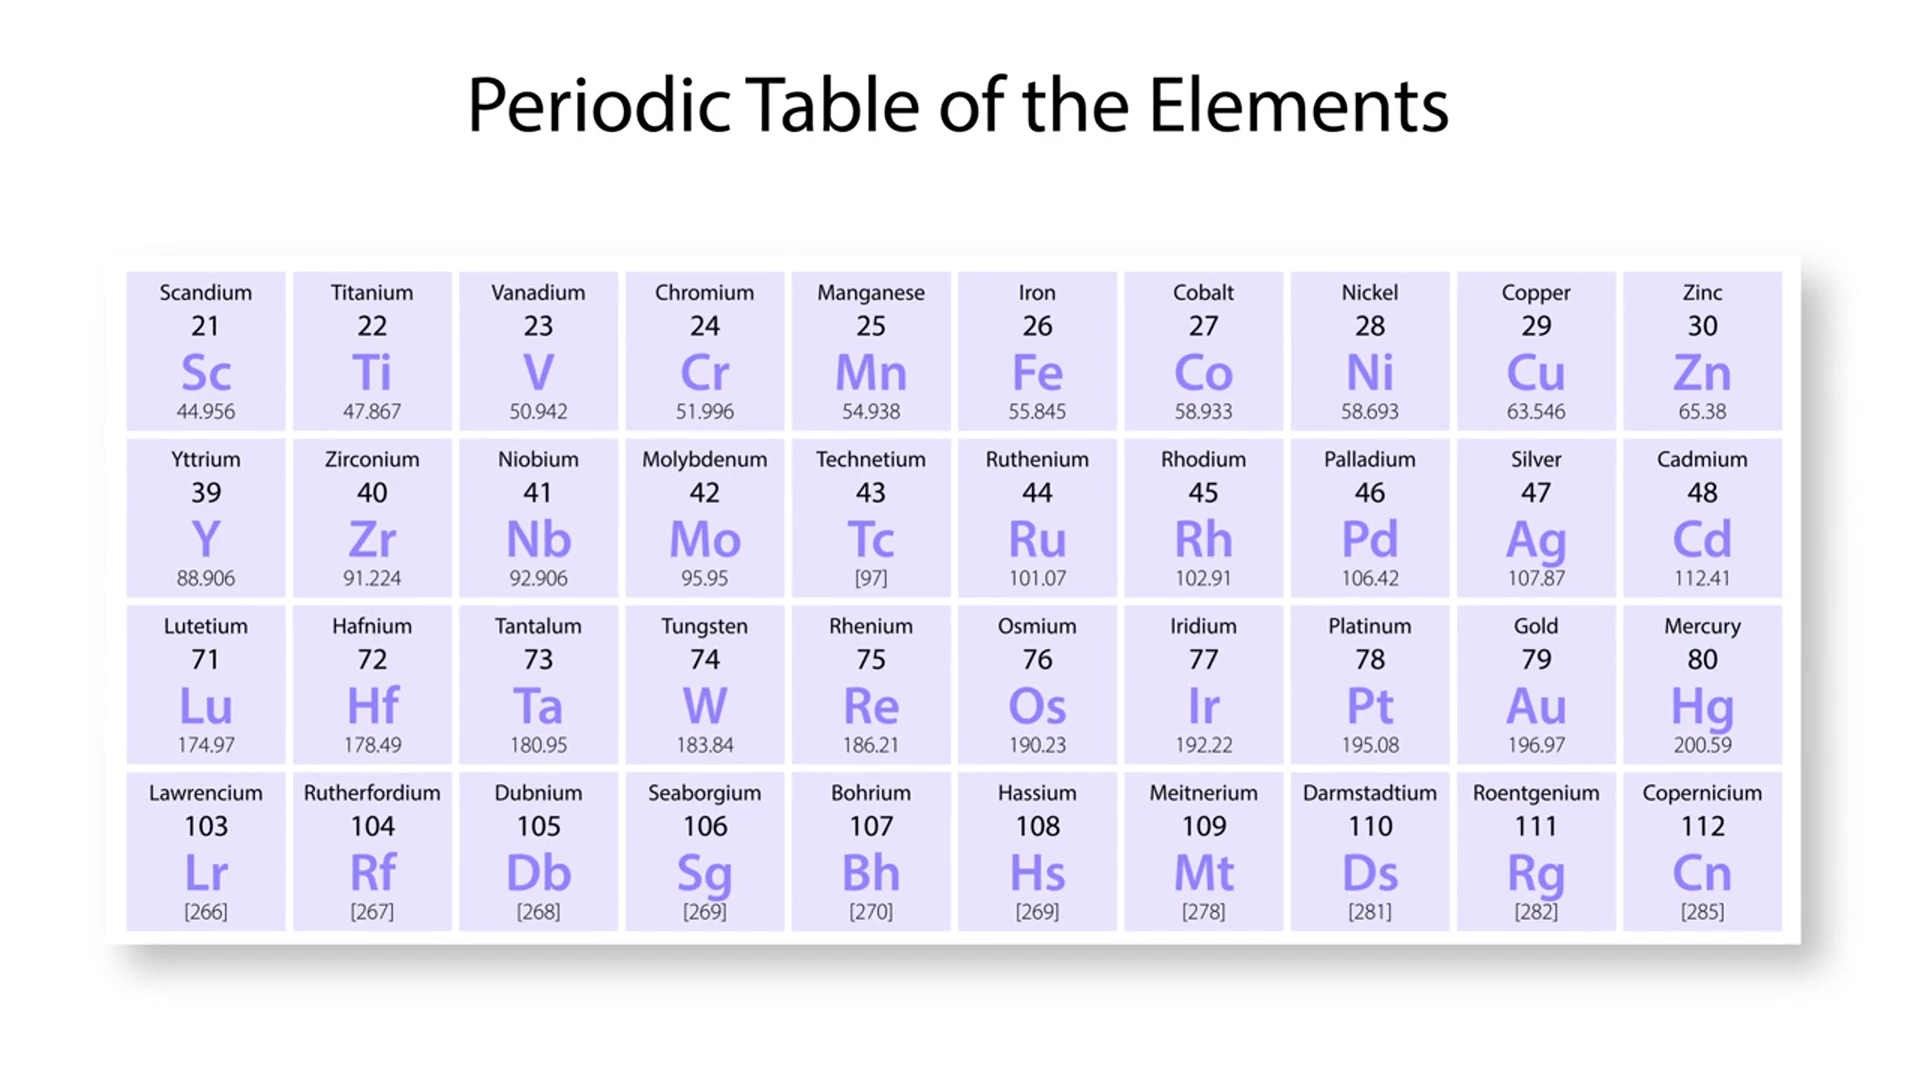 Periodic Table of the Elements
Scandium Titanium Vanadium Chromium Manganese Iron Cobalt Nickel Copper Zinc
21 22 23 24 25 26 27 28 29 30
Sc Ti V Cr Mn Fe Co Ni Cu Zn
44.956 47.867 50.942 51.996 54.938 55.845 58.933 58.693 63.546 65.38
Yttrium Zirconium Niobium Molybdenum Technetium Ruthenium Rhodium Palladium Silver Cadmium
39 40 41 42 43 44 45 46 47 48
Y Zr Nb Mo Tc Ru Rh Pd Ag Cd
88.906 91.224 92.906 95.95 [97] 101.07 102.91 106.42 107.87 112.41
Lutetium Hafnium Tantalum Tungsten Rhenium Osmium Iridium Platinum Gold Mercury
71 72 73 74 75 76 77 78 79 80
Lu Hf Ta W Re Os Ir Pt Au Hg
174.97 178.49 180.95 183.84 186.21 190.23 192.22 195.08 196.97 200.59
Lawrencium Rutherfordium Dubnium Seaborgium Bohrium Hassium Meitnerium Darmstadtium Roentgenium Copernicium
103 104 105 106 107 108 109 110 111 112
Lr Rf Db Sg Bh Hs Mt Ds Rg Cn
[266] [267] [268] [269] [270] [269] [278] [281] [282] [285]